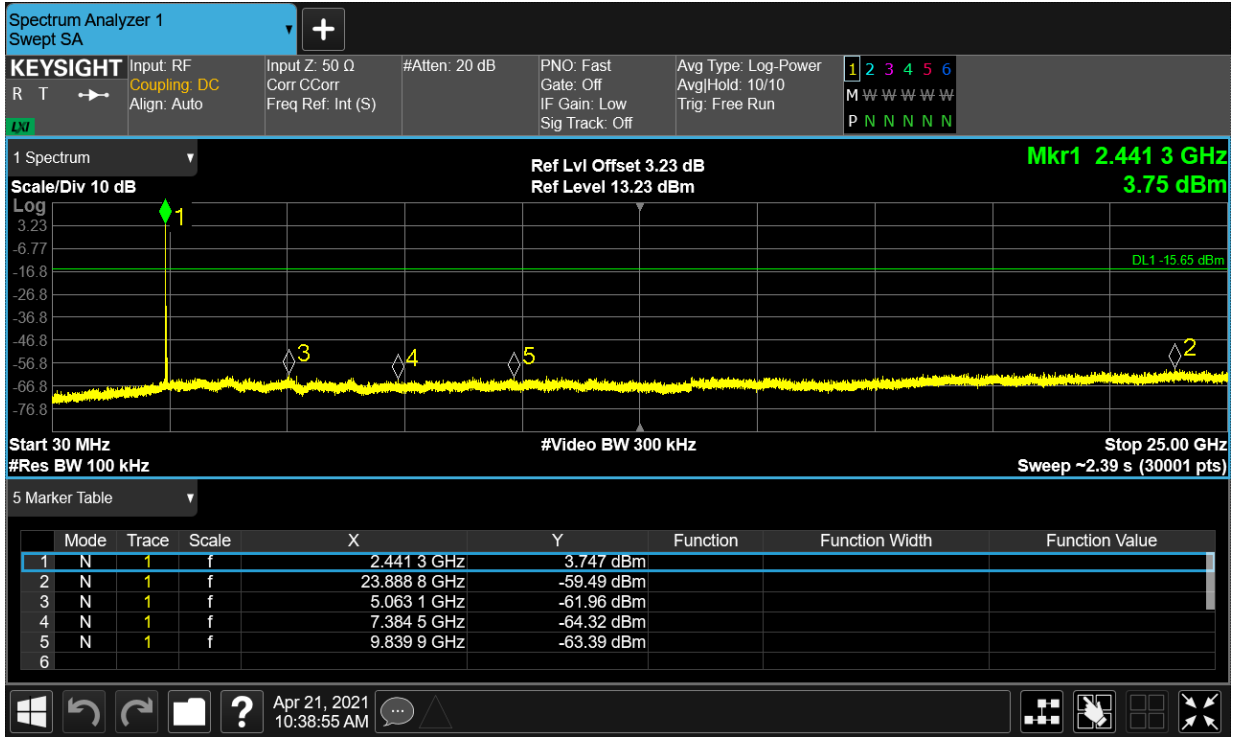 Spectrum Analyzer 1
Swept SA
KEYSIGHT
R T
LXI
Input: RF
Coupling: DC
Align: Auto
Input Z: 50 Ω
Corr CCorr
Freq Ref: Int (S)
#Atten: 20 dB
PNO: Fast
Gate: Off
IF Gain: Low
Sig Track: Off
Avg Type: Log-Power
Avg|Hold: 10/10
Trig: Free Run
1 2 3 4 5 6
M W W W W W
P N N N N N N
1 Spectrum
Scale/Div 10 dB
Ref Lvl Offset 3.23 dB
Ref Level 13.23 dBm
Mkr1 2.441 3 GHz
3.75 dBm
Log
3.23
-6.77
-16.8
-26.8
-36.8
-46.8
-56.8
-66.8
-76.8
1
3
4
5
2
DL1 -15.65 dBm
Start 30 MHz
#Res BW 100 kHz
#Video BW 300 kHz
Stop 25.00 GHz
Sweep ~2.39 s (30001 pts)
5 Marker Table
Mode Trace Scale X Y Function Function Width Function Value
1 N 1 f 2.441 3 GHz 3.747 dBm
2 N 1 f 23.888 8 GHz -59.49 dBm
3 N 1 f 5.063 1 GHz -61.96 dBm
4 N 1 f 7.384 5 GHz -64.32 dBm
5 N 1 f 9.839 9 GHz -63.39 dBm
6
?
Apr 21, 2021
10:38:55 AM